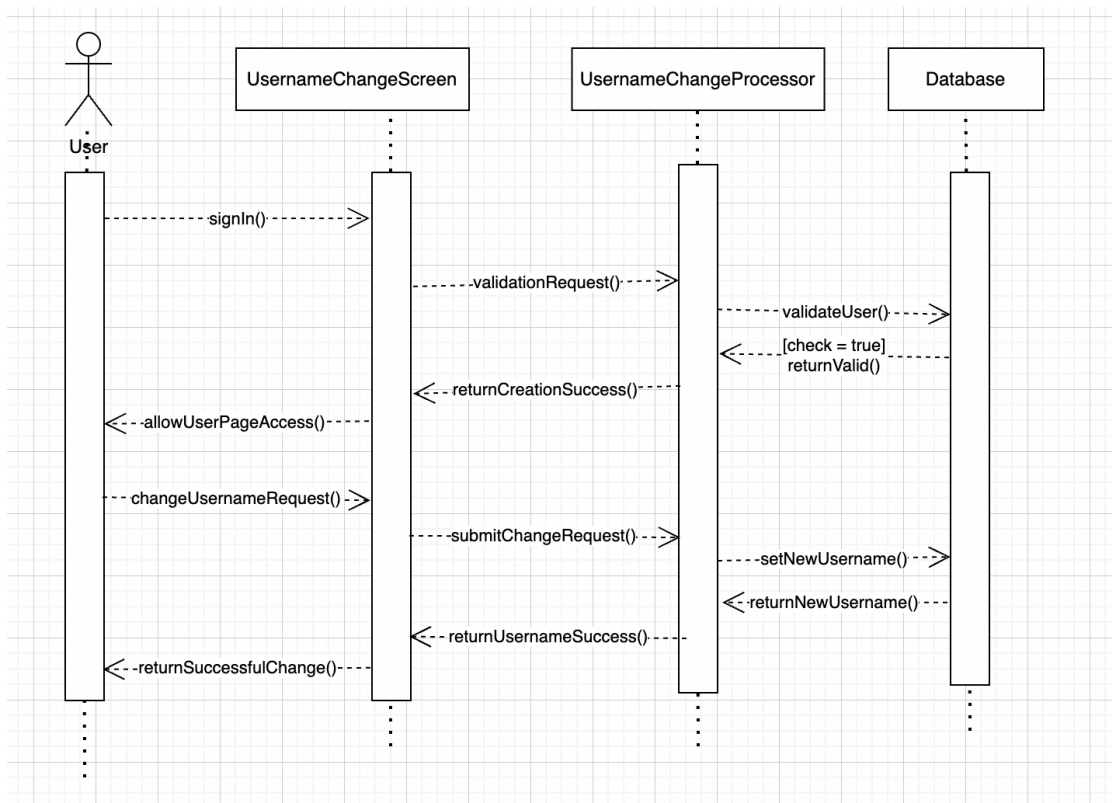 User
UsernameChangeScreen
UsernameChangeProcessor
Database
signIn()
validationRequest()
validateUser()
[check = true]
returnValid()
returnCreationSuccess()
allowUserPageAccess()
changeUsernameRequest()
submitChangeRequest()
setNewUsername()
returnNewUsername()
returnUsernameSuccess()
returnSuccessfulChange()